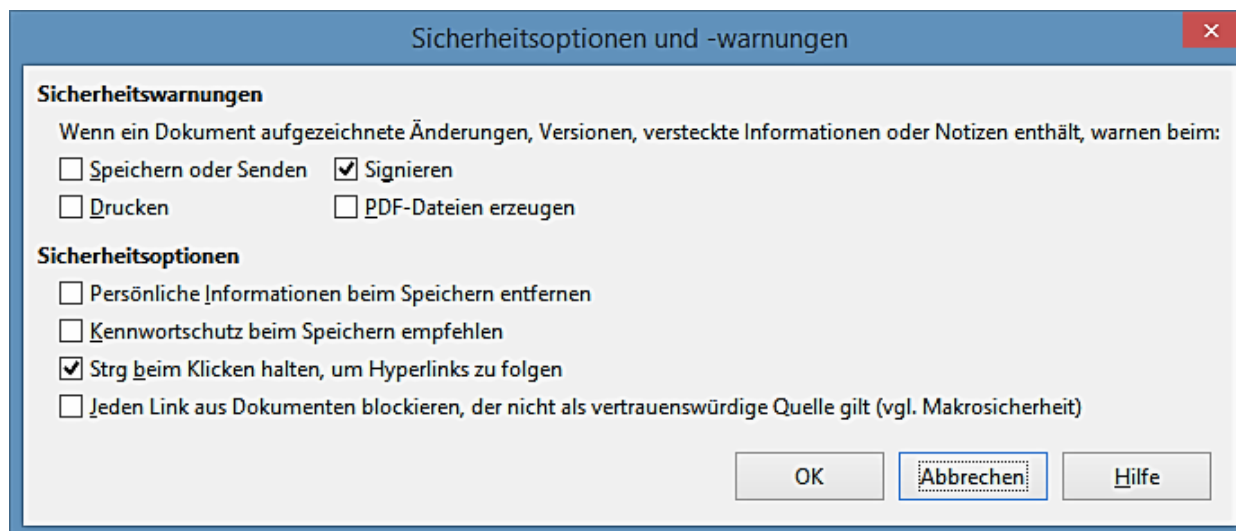 Sicherheitsoptionen und -warnungen
Sicherheitswarnungen
Wenn ein Dokument aufgezeichnete Änderungen, Versionen, versteckte Informationen oder Notizen enthält, warnen beim:
Speichern oder Senden Signieren
Drucken PDF-Dateien erzeugen
Sicherheitsoptionen
Persönliche Informationen beim Speichern entfernen
Kennwortschutz beim Speichern empfehlen
Strg beim Klicken halten, um Hyperlinks zu folgen
Jeden Link aus Dokumenten blockieren, der nicht als vertrauenswürdige Quelle gilt (vgl. Makrosicherheit)
OK Abbrechen Hilfe